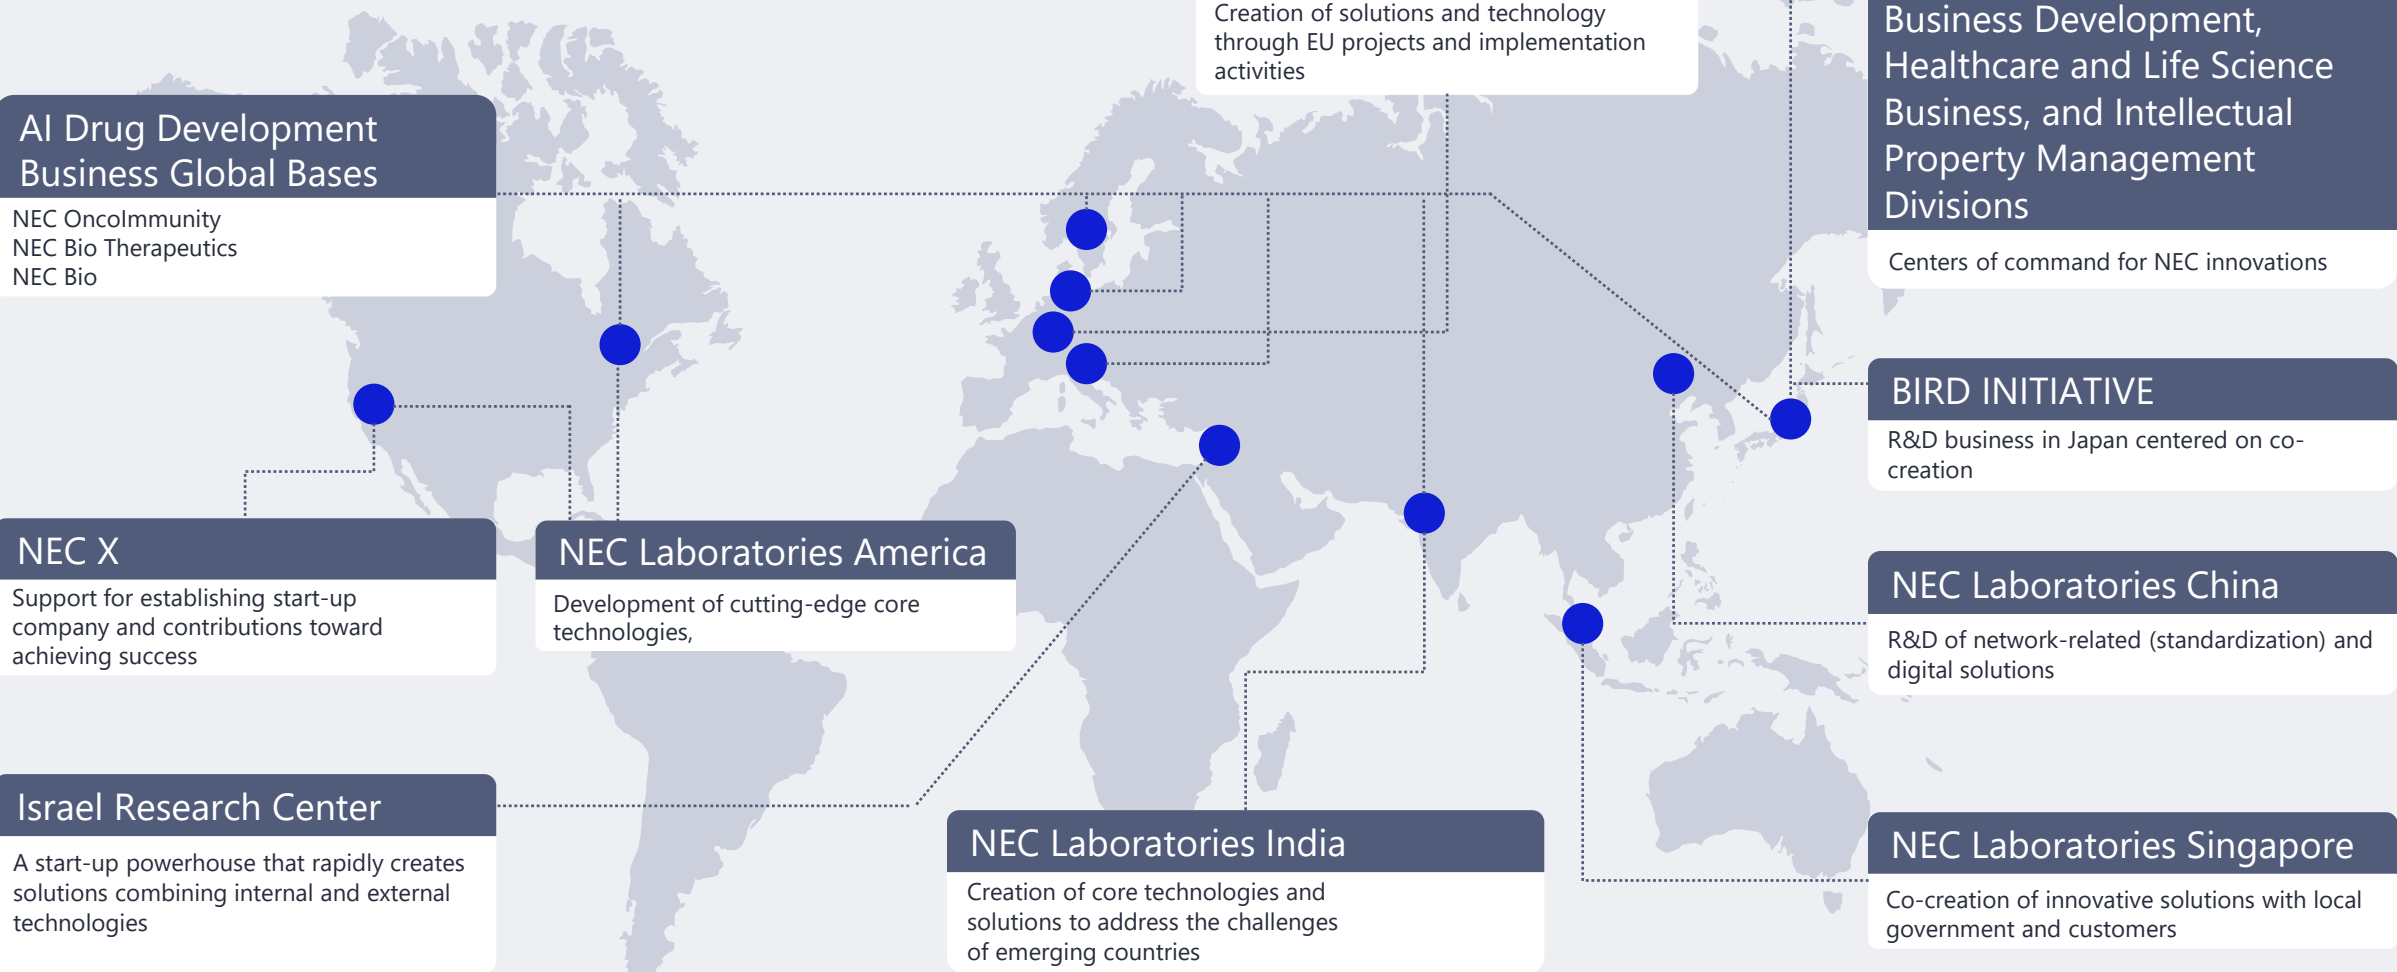 Creation of solutions and technology
through EU projects and implementation
activities
Business Development,
Healthcare and Life Science
Business, and Intellectual
Property Management
Divisions
Centers of command for NEC innovations
AI Drug Development
Business Global Bases
NEC OncoImmunity
NEC Bio Therapeutics
NEC Bio
BIRD INITIATIVE
R&D business in Japan centered on co-
creation
NEC X
Support for establishing start-up
company and contributions toward
achieving success
NEC Laboratories America
Development of cutting-edge core
technologies,
NEC Laboratories China
R&D of network-related (standardization) and
digital solutions
Israel Research Center
A start-up powerhouse that rapidly creates
solutions combining internal and external
technologies
NEC Laboratories India
Creation of core technologies and
solutions to address the challenges
of emerging countries
NEC Laboratories Singapore
Co-creation of innovative solutions with local
government and customers